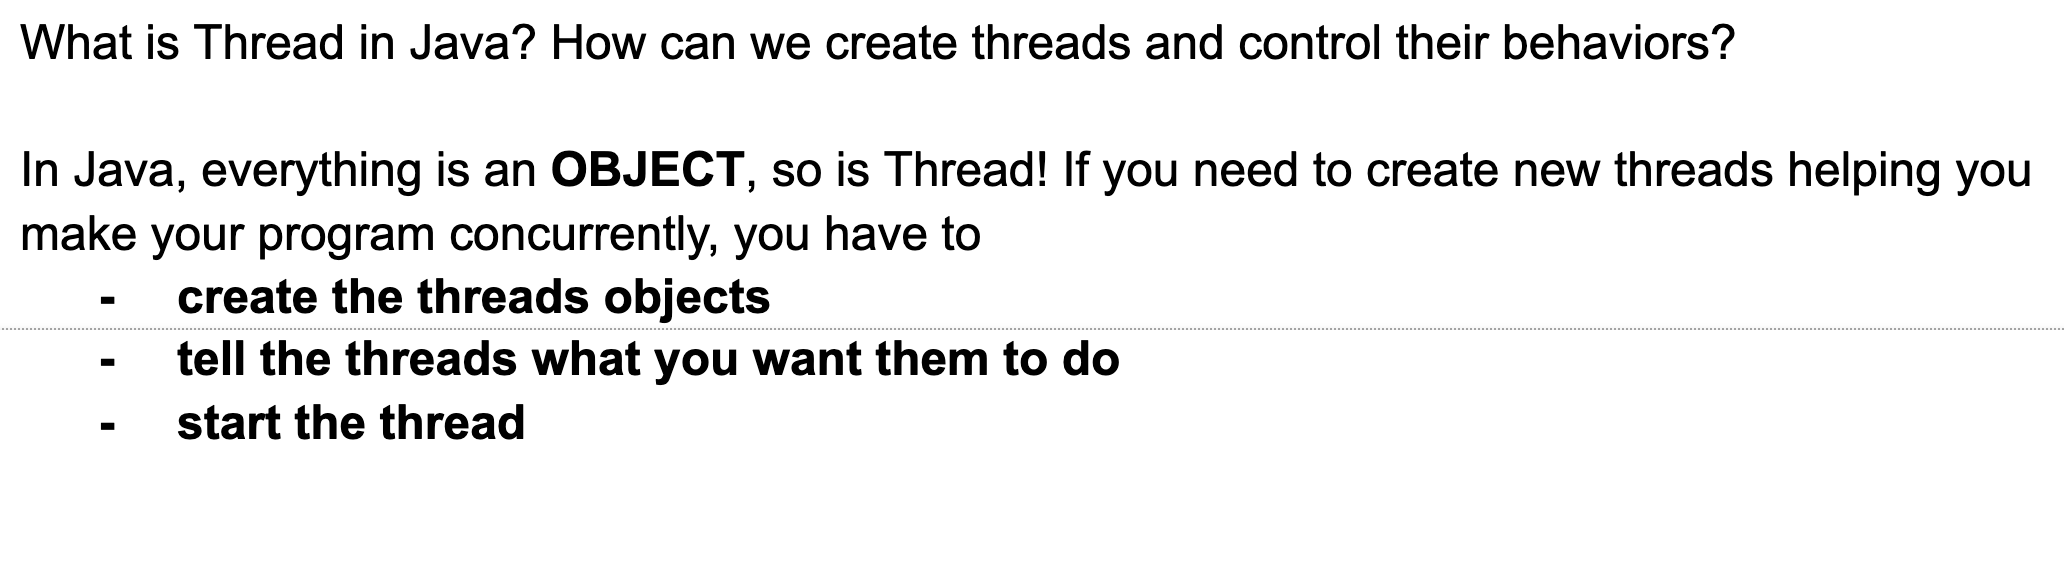 What is Thread in Java? How can we create threads and control their behaviors?
In Java, everything is an OBJECT, so is Thread! If you need to create new threads helping you
make your program concurrently, you have to
- create the threads objects
- tell the threads what you want them to do
- start the thread